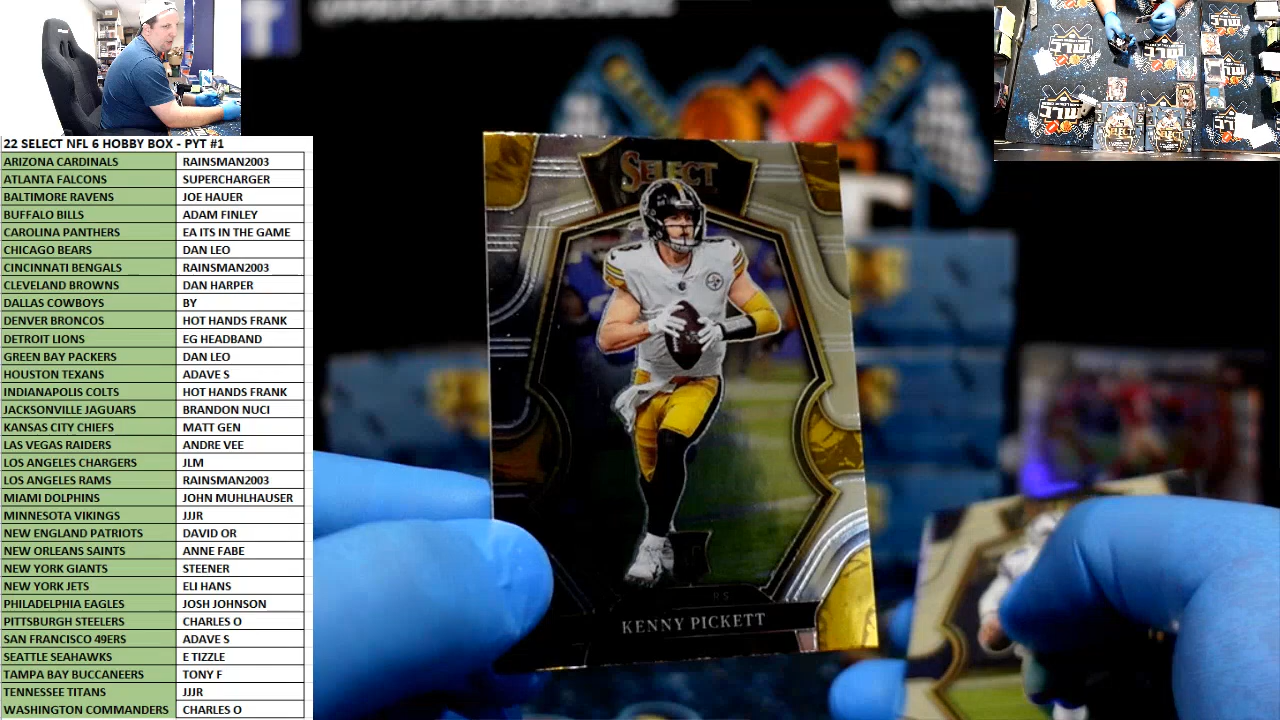 22 SELECT NFL 6 HOBBY BOX - PYT #1
ARIZONA CARDINALS RAINSMAN2003
ATLANTA FALCONS SUPERCHARGER
BALTIMORE RAVENS JOE HAUER
BUFFALO BILLS ADAM FINLEY
CAROLINA PANTHERS EA ITS IN THE GAME
CHICAGO BEARS DAN LEO
CINCINNATI BENGALS RAINSMAN2003
CLEVELAND BROWNS DAN HARPER
DALLAS COWBOYS BY
DENVER BRONCOS HOT HANDS FRANK
DETROIT LIONS EG HEADBAND
GREEN BAY PACKERS DAN LEO
HOUSTON TEXANS ADAVE S
INDIANAPOLIS COLTS HOT HANDS FRANK
JACKSONVILLE JAGUARS BRANDON NUCI
KANSAS CITY CHIEFS MATT GEN
LAS VEGAS RAIDERS ANDRE VEE
LOS ANGELES CHARGERS JLM
LOS ANGELES RAMS RAINSMAN2003
MIAMI DOLPHINS JOHN MUHLHAUSER
MINNESOTA VIKINGS JJJR
NEW ENGLAND PATRIOTS DAVID OR
NEW ORLEANS SAINTS ANNE FABE
NEW YORK GIANTS STEENER
NEW YORK JETS ELI HANS
PHILADELPHIA EAGLES JOSH JOHNSON
PITTSBURGH STEELERS CHARLES O
SAN FRANCISCO 49ERS ADAVE S
SEATTLE SEAHAWKS E TIZZLE
TAMPA BAY BUCCANEERS TONY F
TENNESSEE TITANS JJJR
WASHINGTON COMMANDERS CHARLES O
SELECT
KENNY PICKETT